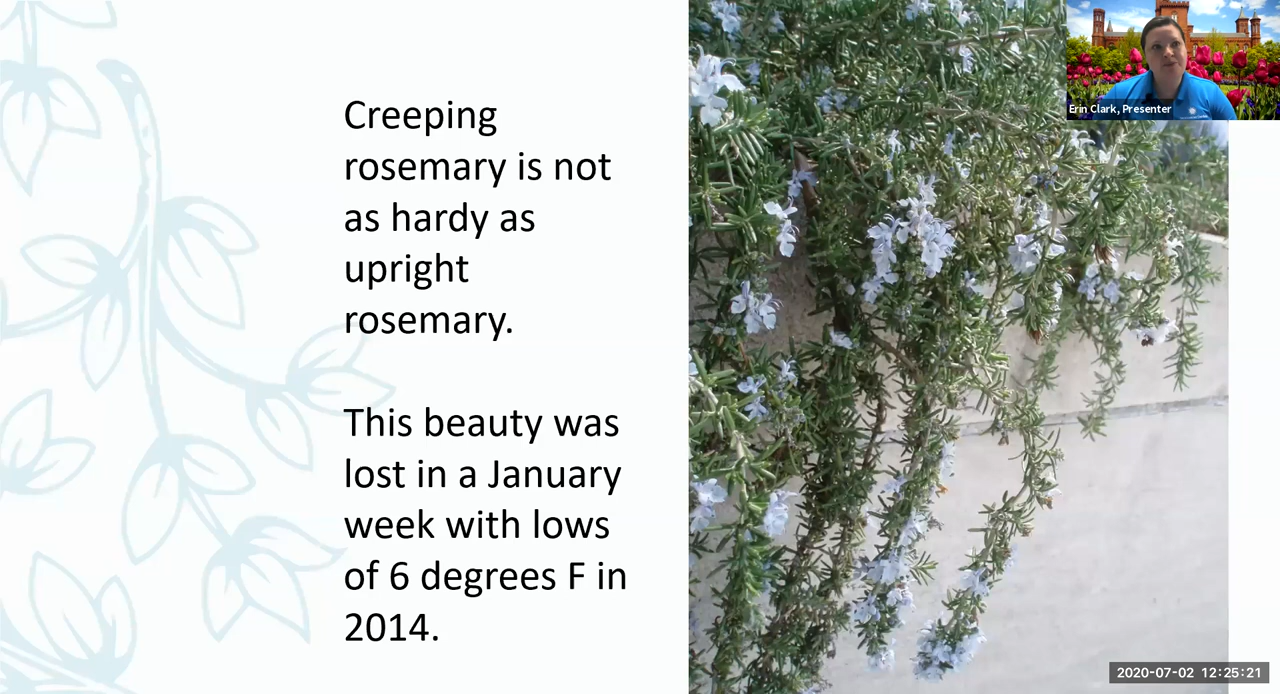 Creeping
rosemary is not
as hardy as
upright
rosemary.
This beauty was
lost in a January
week with lows
of 6 degrees F in
2014.
Erin Clark, Presenter
2020-07-02 12:25:21